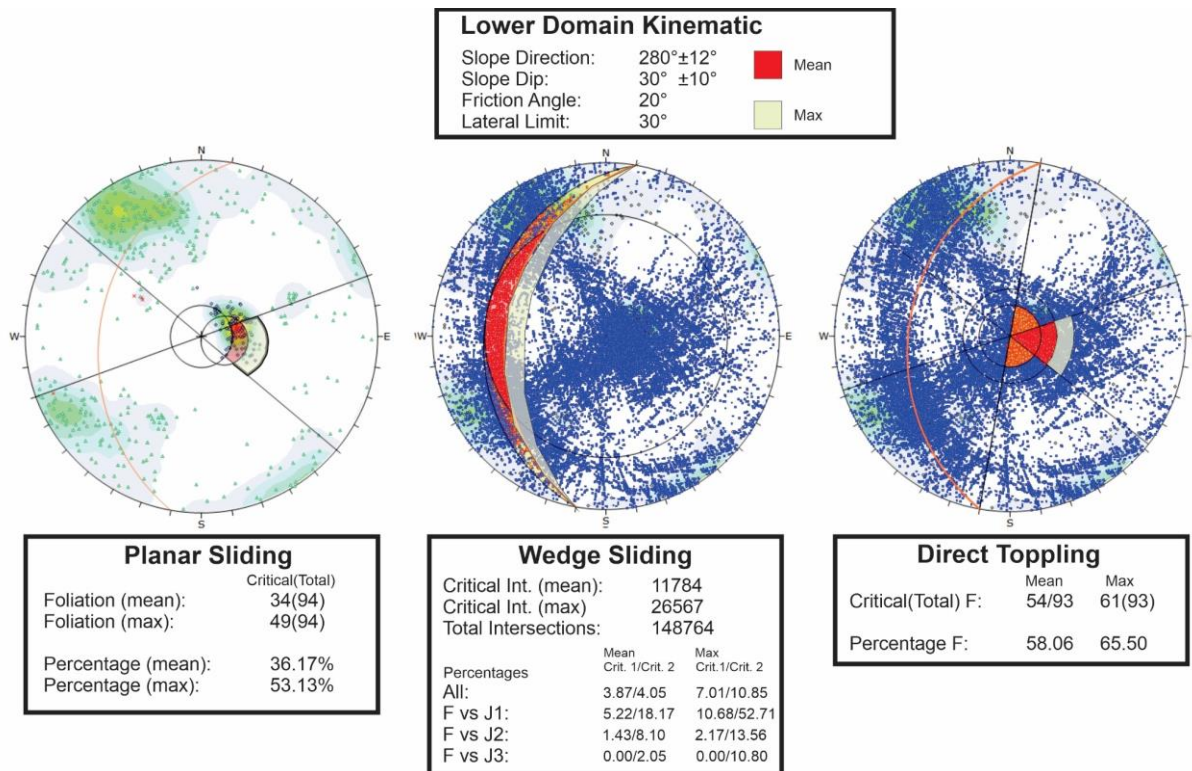 Lower Domain Kinematic
Slope Direction: 280°±12°
Slope Dip: 30° ±10°
Friction Angle: 20°
Lateral Limit: 30°
Mean
Max
N
W
E
S
N
W
E
S
N
W
E
S
Planar Sliding
Critical(Total)
Foliation (mean): 34(94)
Foliation (max): 49(94)
Percentage (mean): 36.17%
Percentage (max): 53.13%
Wedge Sliding
Critical Int. (mean): 11784
Critical Int. (max) 26567
Total Intersections: 148764
Mean Max
Percentages Crit. 1/Crit. 2 Crit.1/Crit. 2
All: 3.87/4.05 7.01/10.85
F vs J1: 5.22/18.17 10.68/52.71
F vs J2: 1.43/8.10 2.17/13.56
F vs J3: 0.00/2.05 0.00/10.80
Direct Toppling
Mean Max
Critical(Total) F: 54/93 61(93)
Percentage F: 58.06 65.50